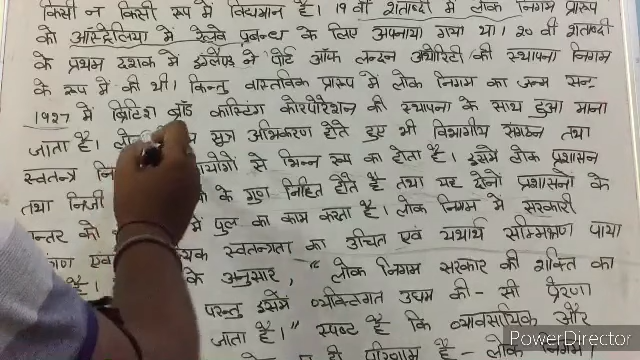 किसी न किसी रूप में विद्यमान है। 19 वीं शताब्दी में लोक निगम प्रारूप
को आस्ट्रेलिया में रेलवे प्रबन्ध के लिए अपनाया गया था। 20 वीं शताब्दी
के प्रथम दशक में इंग्लैण्ड ने पोर्ट ऑफ लन्दन अथोरिटी की स्थापना निगम
के रूप में की थी। किन्तु वास्तविक प्रारूप में लोक निगम का जन्म सन्
1927 में ब्रिटिश ब्रॉड कास्टिंग कोरपोरेशन की स्थापना के साथ हुआ माना
जाता है। सूत्र अभिकरण होते हुए भी विभागीय संगठन तथा
स्वतन्त्र से भिन्न रूप का होता है। इसमें लोक प्रशासन
तथा निजी के गुण निहित होते है तथा यह दोनों प्रशासनों के
अन्तर को में पुल का काम करता है। लोक निगम में सरकारी
स्वतन्त्रता का उचित एवं यथार्थ सम्मिश्रण पाया
है। के अनुसार, "लोक निगम सरकार की शक्ति का
परन्तु इसमें व्यक्तिगत उद्यम की-सी प्रेरणा
जाता है।" स्पष्ट है कि व्यावसायिक और
ही परिणाम है - लोक निगम।
PowerDirector